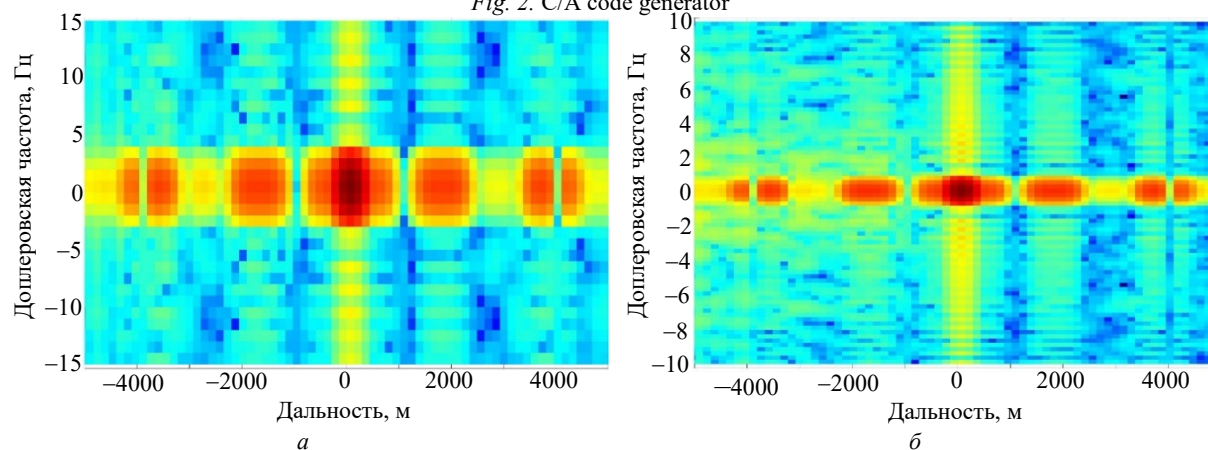 Fig. 2. C/A code generator
15
10
5
0
−5
−10
−15
Доплеровская частота, Гц
−4000 −2000 0 2000 4000
Дальность, м
а
10
8
6
4
2
0
−2
−4
−6
−8
−10
Доплеровская частота, Гц
−4000 −2000 0 2000 4000
Дальность, м
б